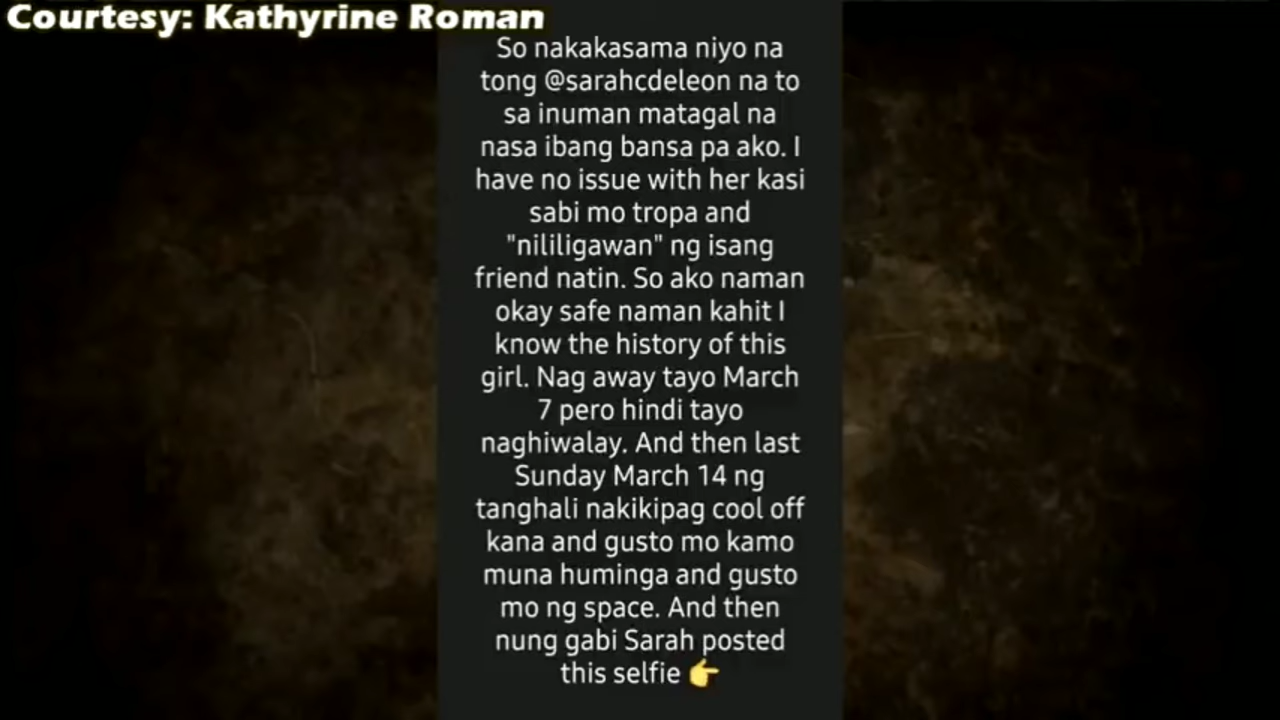 Courtesy: Kathyrine Roman
So nakakasama niyo na
tong @sarahcdeleon na to
sa inuman matagal na
nasa ibang bansa pa ako. I
have no issue with her kasi
sabi mo tropa and
"nililigawan" ng isang
friend natin. So ako naman
okay safe naman kahit I
know the history of this
girl. Nag away tayo March
7 pero hindi tayo
naghiwalay. And then last
Sunday March 14 ng
tanghali nakikipag cool off
kana and gusto mo kamo
muna huminga and gusto
mo ng space. And then
nung gabi Sarah posted
this selfie 👉